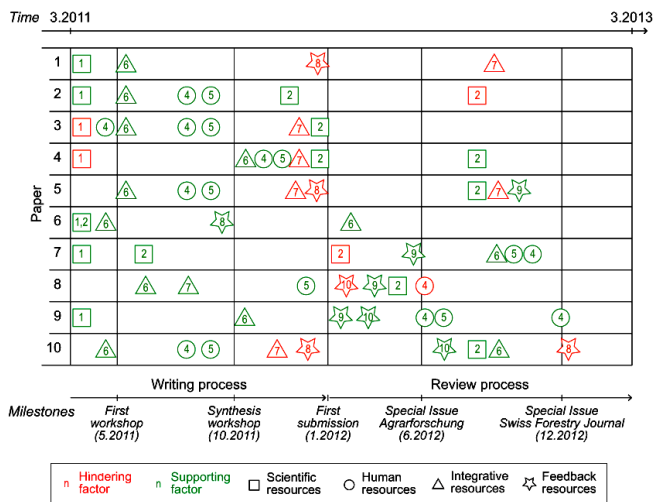 Time 3.2011 3.2013
1 1 6 8 7
2 1 6 4 5 2 2
3 1 4 6 4 5 7 2
4 1 6 4 5 7 2 2
5 6 4 5 7 8 2 7 9
6 1,2 6 8 6
7 1 2 2 9 6 5 4
8 6 7 5 10 9 2 4
9 1 6 9 10 4 5 4
10 6 4 5 7 8 10 2 6 8
Paper
Writing process Review process
Milestones First workshop (5.2011)
Synthesis workshop (10.2011)
First submission (1.2012)
Special Issue Agrarforschung (6.2012)
Special Issue Swiss Forestry Journal (12.2012)
n Hindering factor
n Supporting factor
Scientific resources
Human resources
Integrative resources
Feedback resources